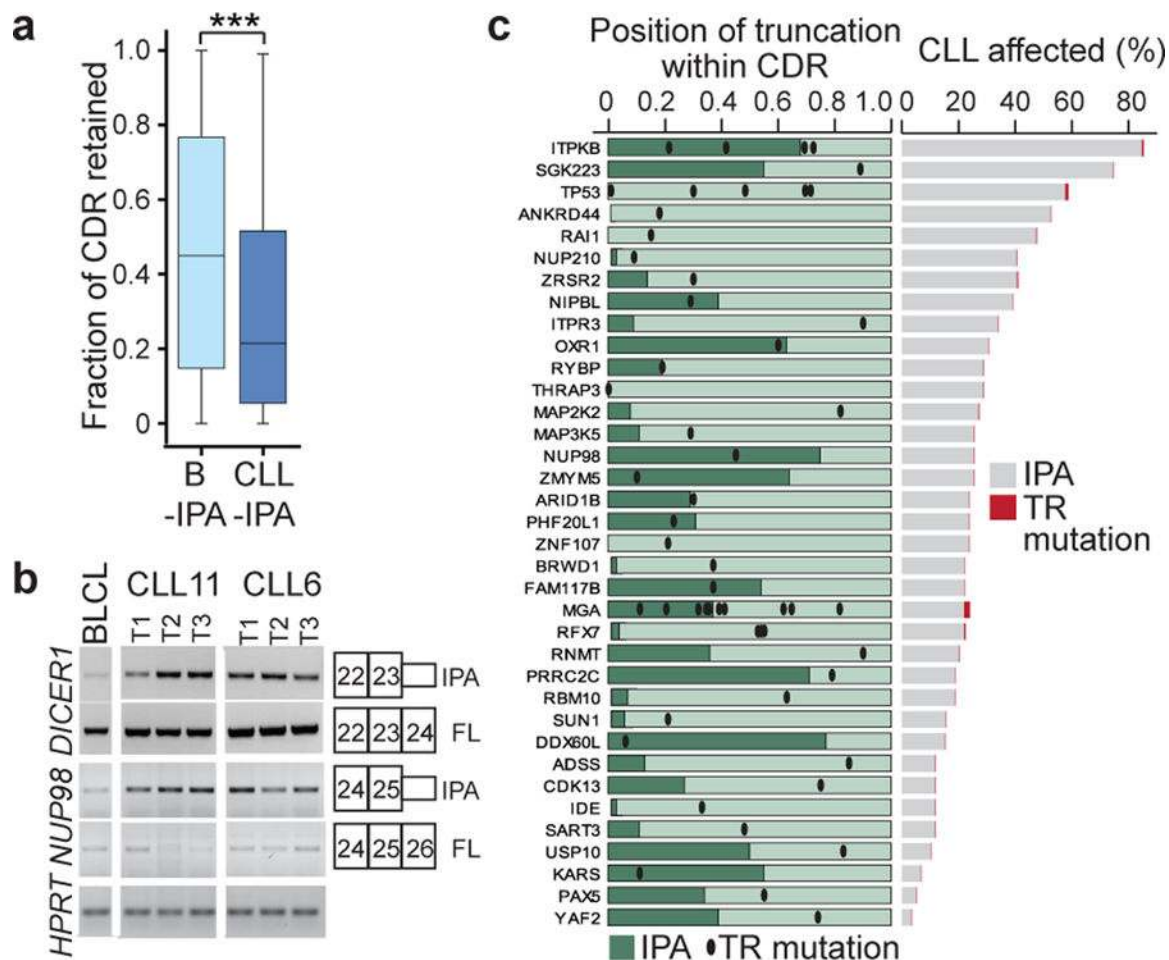 a
***
1.0
0.8
0.6
0.4
0.2
0
Fraction of CDR retained
B
-IPA
CLL
-IPA
b
BLCL
CLL11
CLL6
T1 T2 T3
T1 T2 T3
DICER1
22 23 IPA
22 23 24 FL
NUP98
24 25 IPA
24 25 26 FL
HPRT
c
Position of truncation
within CDR
CLL affected (%)
0 0.2 0.4 0.6 0.8 1.0
0 20 40 60 80
ITPKB
SGK223
TP53
ANKRD44
RAI1
NUP210
ZRSR2
NIPBL
ITPR3
OXR1
RYBP
THRAP3
MAP2K2
MAP3K5
NUP98
ZMYM5
ARID1B
PHF20L1
ZNF107
BRWD1
FAM117B
MGA
RFX7
RNMT
PRRC2C
RBM10
SUN1
DDX60L
ADSS
CDK13
IDE
SART3
USP10
KARS
PAX5
YAF2
IPA
TR
mutation
IPA TR mutation